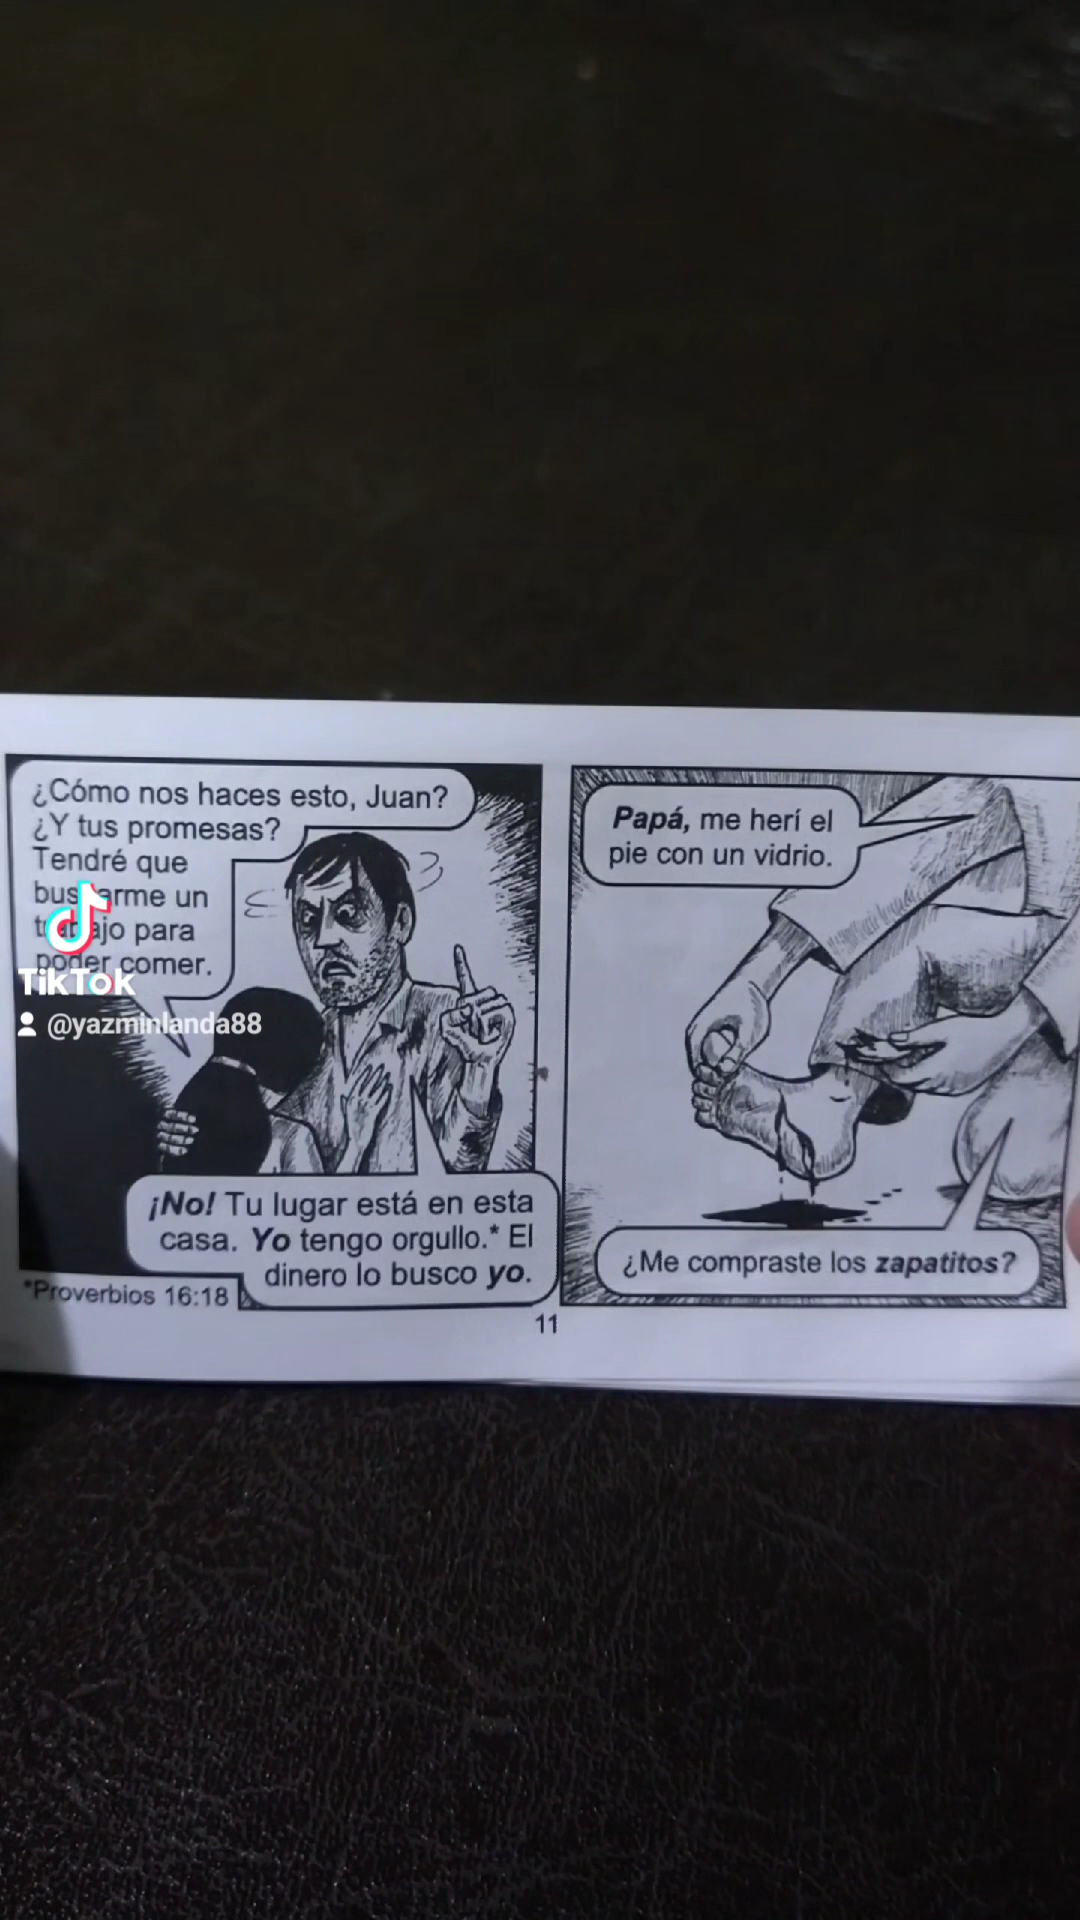 ¿Cómo nos haces esto, Juan?
¿Y tus promesas?
Tendré que
buscarme un
trabajo para
poder comer.
TikTok
@yazminlanda88
¡No! Tu lugar está en esta
casa. Yo tengo orgullo.* El
dinero lo busco yo.
*Proverbios 16:18
Papá, me herí el
pie con un vidrio.
¿Me compraste los zapatitos?
11